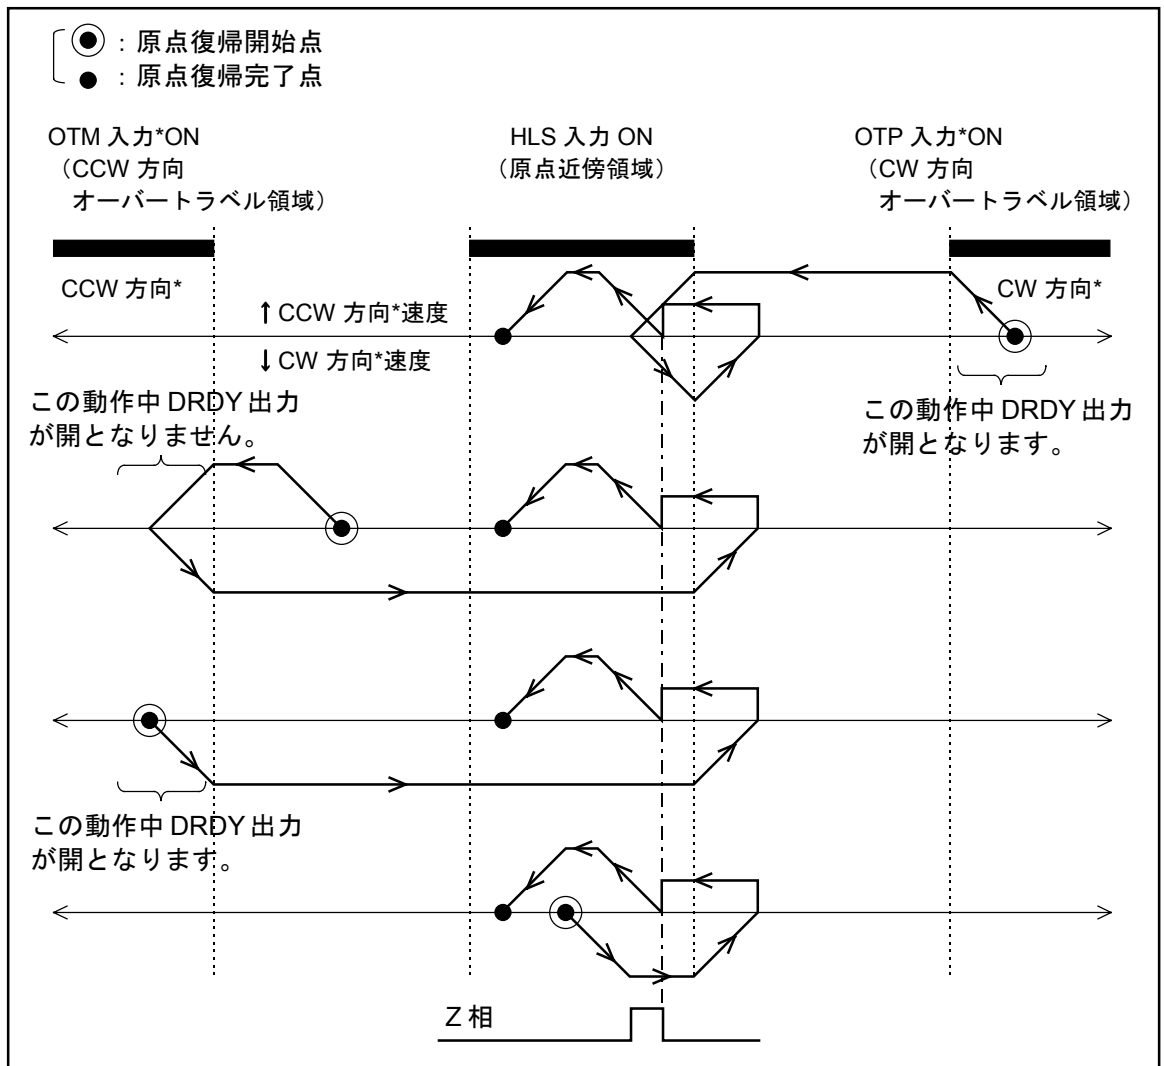 ：原点復帰開始点
：原点復帰完了点
OTM 入力*ON
（CCW 方向
オーバートラベル領域）
HLS 入力 ON
（原点近傍領域）
OTP 入力*ON
（CW 方向
オーバートラベル領域）
CCW 方向*
CW 方向*
↑ CCW 方向*速度
↓ CW 方向*速度
この動作中 DRDY 出力
が開となりません。
この動作中 DRDY 出力
が開となります。
この動作中 DRDY 出力
が開となります。
Z 相